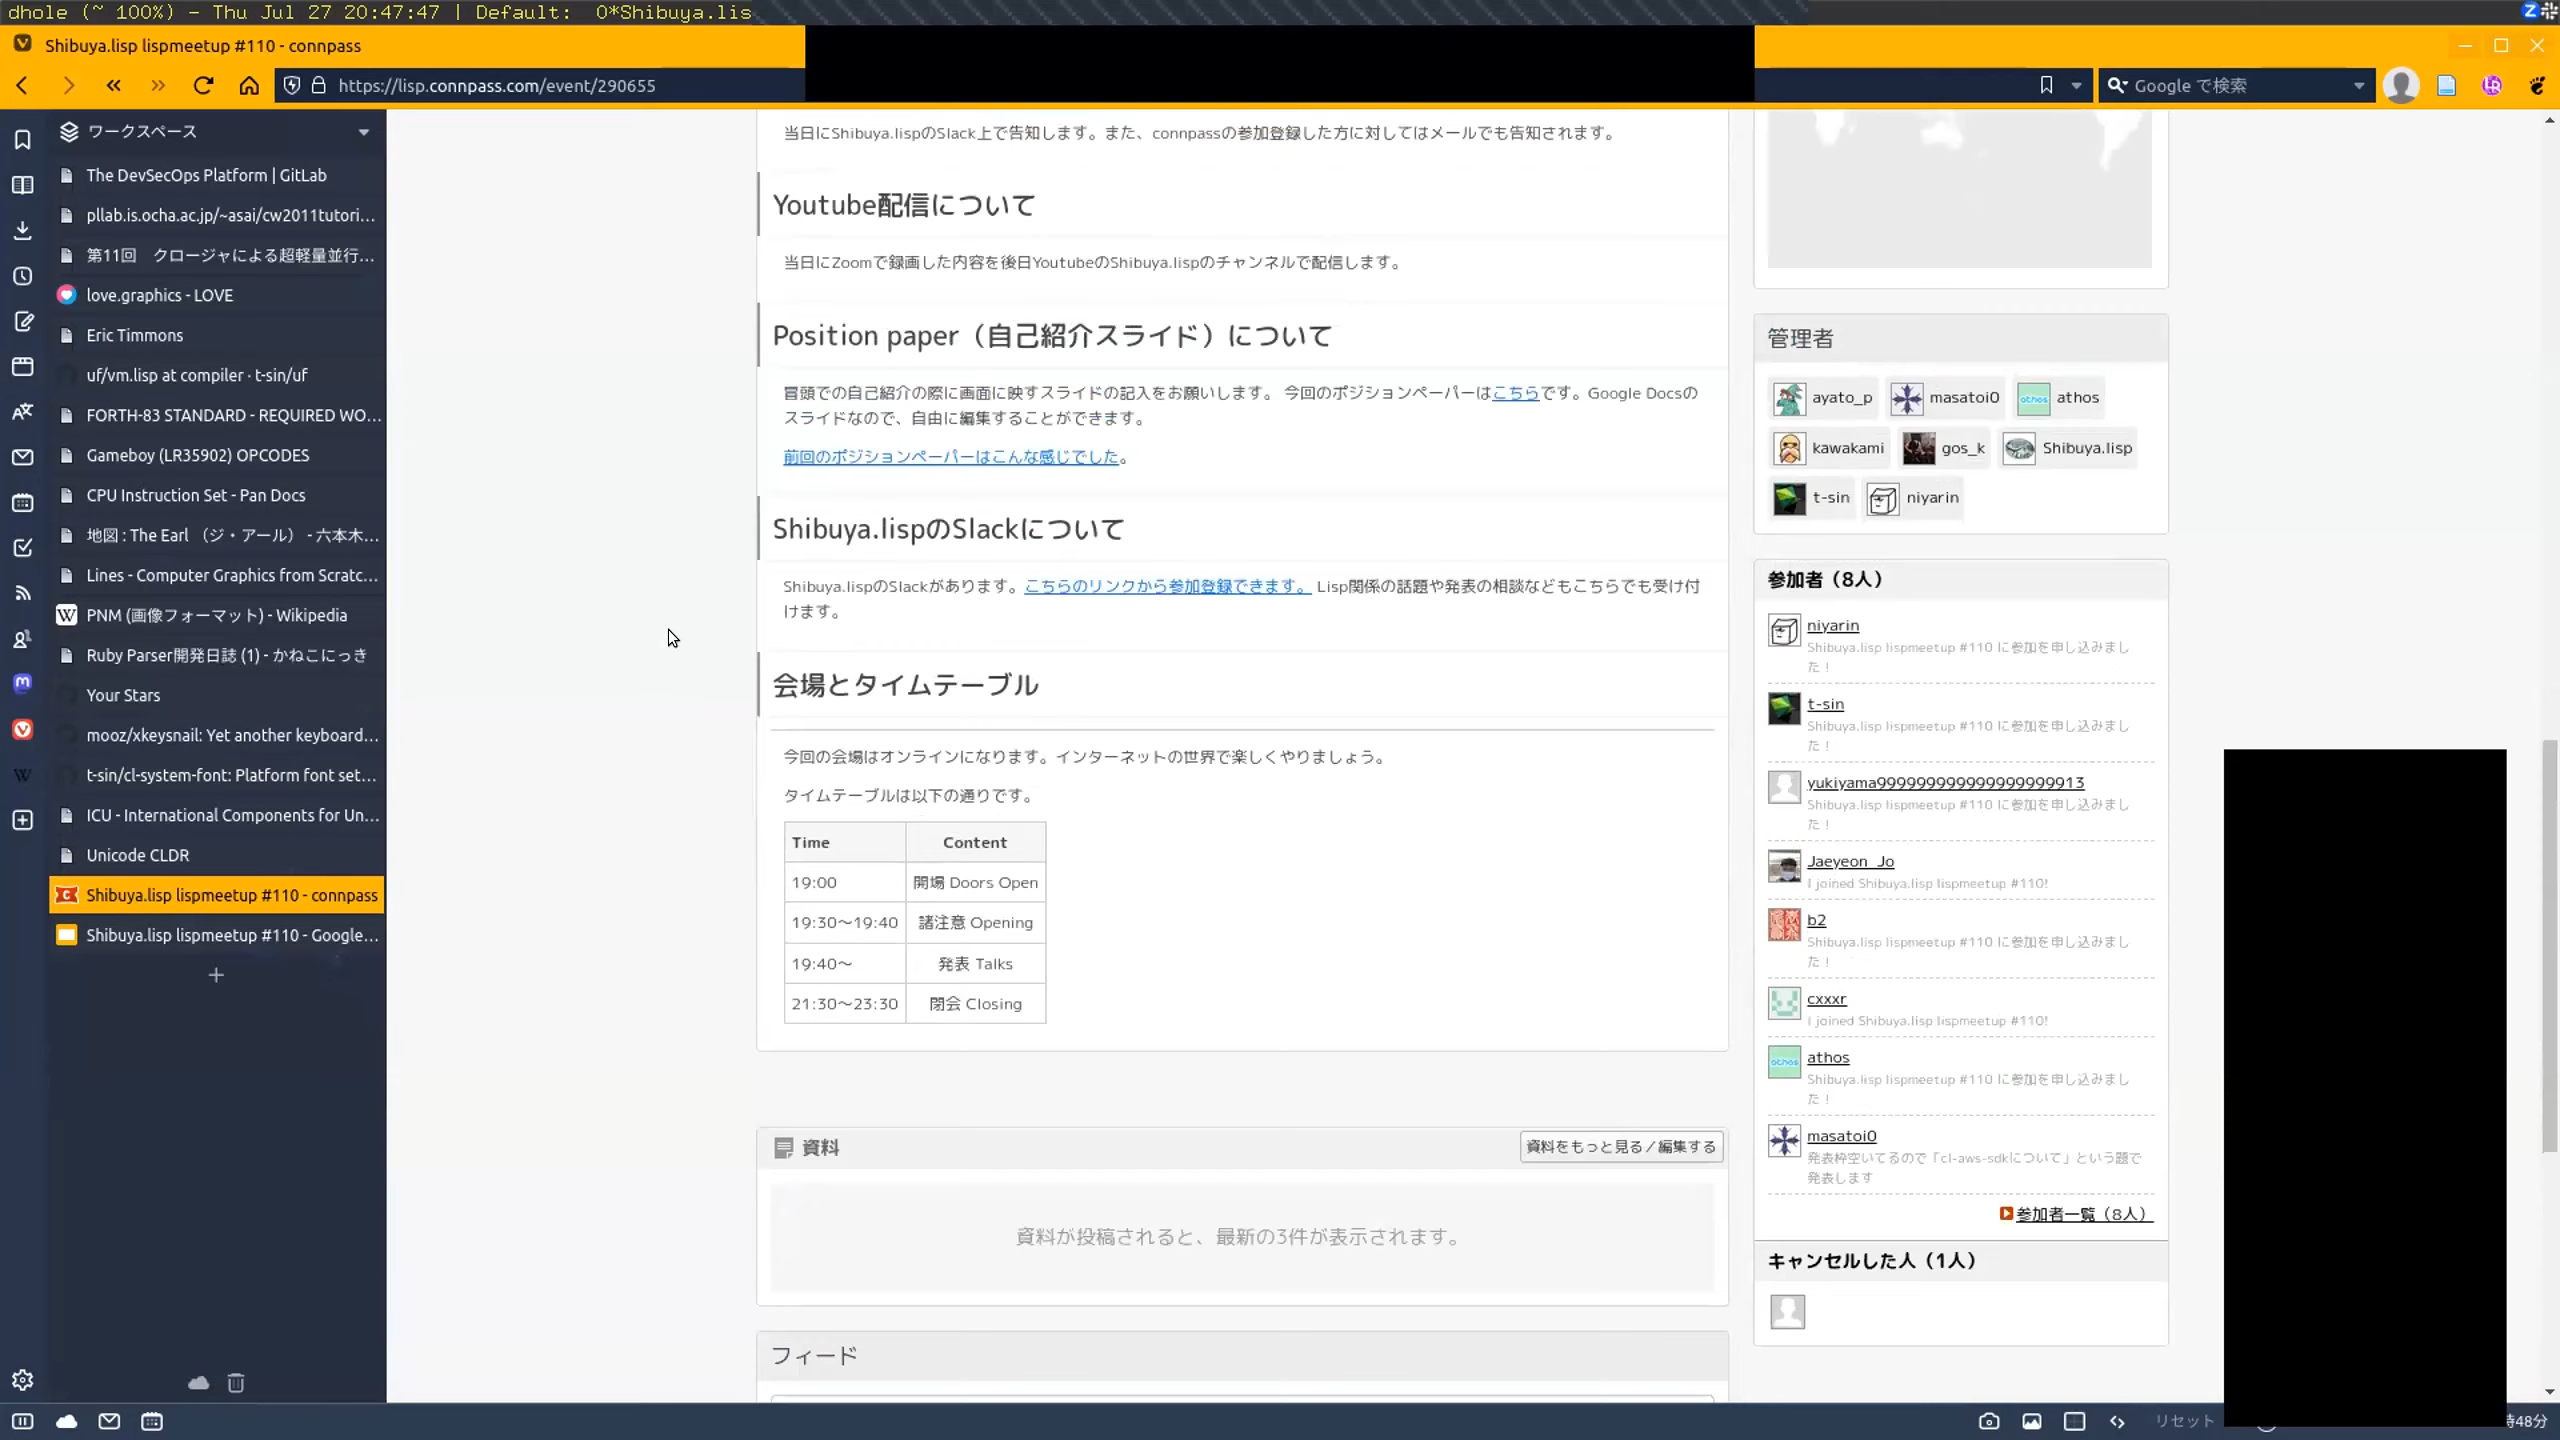 dhole (~ 100%) – Thu Jul 27 20:47:47 | Default: 0*Shibuya.lis
Shibuya.lisp lispmeetup #110 - connpass
https://lisp.connpass.com/event/290655
Google で検索
ワークスペース
The DevSecOps Platform | GitLab
pllab.is.ocha.ac.jp/~asai/cw2011tutori...
第11回　クロージャによる超軽量並行...
love.graphics - LOVE
Eric Timmons
uf/vm.lisp at compiler · t-sin/uf
FORTH-83 STANDARD - REQUIRED WO...
Gameboy (LR35902) OPCODES
CPU Instruction Set - Pan Docs
地図 : The Earl （ジ・アール） - 六本木...
Lines - Computer Graphics from Scratc...
PNM (画像フォーマット) - Wikipedia
Ruby Parser開発日誌 (1) - かねこにっき
Your Stars
mooz/xkeysnail: Yet another keyboard...
t-sin/cl-system-font: Platform font set...
ICU - International Components for Un...
Unicode CLDR
Shibuya.lisp lispmeetup #110 - connpass
Shibuya.lisp lispmeetup #110 - Google...
当日にShibuya.lispのSlack上で告知します。また、connpassの参加登録した方に対してはメールでも告知されます。
Youtube配信について
当日にZoomで録画した内容を後日YoutubeのShibuya.lispのチャンネルで配信します。
Position paper（自己紹介スライド）について
冒頭での自己紹介の際に画面に映すスライドの記入をお願いします。 今回のポジションペーパーはこちらです。Google Docsの
スライドなので、自由に編集することができます。
前回のポジションペーパーはこんな感じでした。
Shibuya.lispのSlackについて
Shibuya.lispのSlackがあります。こちらのリンクから参加登録できます。 Lisp関係の話題や発表の相談などもこちらでも受け付
けます。
会場とタイムテーブル
今回の会場はオンラインになります。インターネットの世界で楽しくやりましょう。
タイムテーブルは以下の通りです。
Time Content
19:00 開場 Doors Open
19:30〜19:40 諸注意 Opening
19:40〜 発表 Talks
21:30〜23:30 閉会 Closing
資料
資料をもっと見る／編集する
資料が投稿されると、最新の3件が表示されます。
フィード
管理者
ayato_p masatoi0 athos
kawakami gos_k Shibuya.lisp
t-sin niyarin
参加者（8人）
niyarin
Shibuya.lisp lispmeetup #110 に参加を申し込みまし
た！
t-sin
Shibuya.lisp lispmeetup #110 に参加を申し込みまし
た！
yukiyama9999999999999999999913
Shibuya.lisp lispmeetup #110 に参加を申し込みまし
た！
Jaeyeon_Jo
I joined Shibuya.lisp lispmeetup #110!
b2
Shibuya.lisp lispmeetup #110 に参加を申し込みまし
た！
cxxxr
I joined Shibuya.lisp lispmeetup #110!
athos
Shibuya.lisp lispmeetup #110 に参加を申し込みまし
た！
masatoi0
発表枠空いてるので「cl-aws-sdkについて」という題で
発表します
参加者一覧（8人）
キャンセルした人（1人）
リセット
時48分